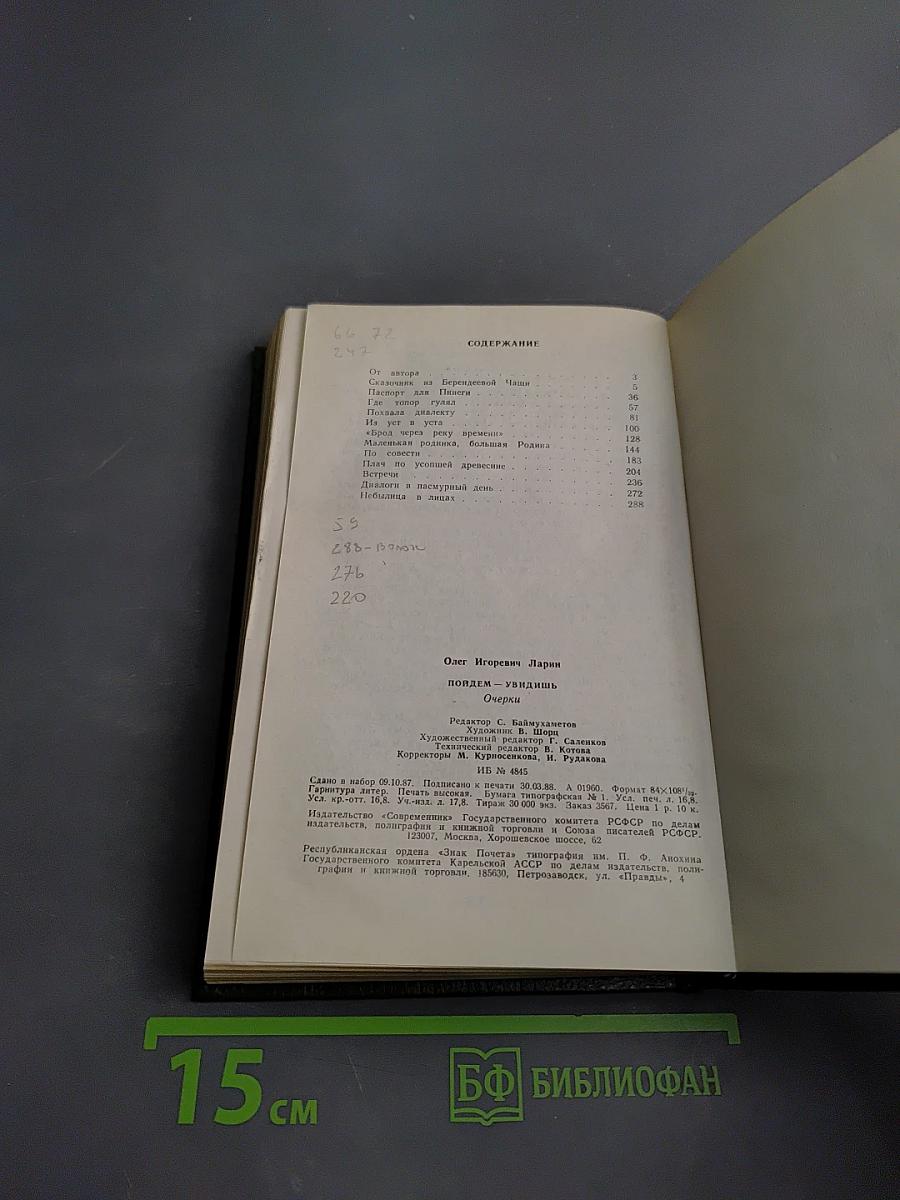 66 72
247
СОДЕРЖАНИЕ
От автора . . . . . . . . . . . . . . 3
Сказочник из Берендеевой Чащи . . . . . . 5
Паспорт для Пинеги . . . . . . . . . . 36
Где топор гулял . . . . . . . . . . . 57
Похвала диалекту . . . . . . . . . . . 81
Из уст в уста . . . . . . . . . . . . 100
«Брод через реку времени» . . . . . . . . 128
Маленькая родинка, большая Родина . . . . 144
По совести . . . . . . . . . . . . . 183
Плач по усопшей древесине . . . . . . . . 204
Встречи . . . . . . . . . . . . . . 236
Диалоги в пасмурный день . . . . . . . . 272
Небылица в лицах . . . . . . . . . . . 288
59
288-
276
220
Олег Игоревич Ларин
ПОЙДЕМ — УВИДИШЬ
Очерки
Редактор С. Баймухаметов
Художник В. Шорц
Художественный редактор Г. Саленков
Технический редактор В. Котова
Корректоры М. Курносенкова, И. Рудакова
ИБ № 4845
Сдано в набор 09.10.87. Подписано к печати 30.03.88. А 01960. Формат 84×108¹/₃₂.
Гарнитура литер. Печать высокая. Бумага типографская № 1. Усл. печ. л. 16,8.
Усл. кр.-отт. 16,8. Уч.-изд. л. 17,8. Тираж 30 000 экз. Заказ 3567. Цена 1 р. 10 к.
Издательство «Современник» Государственного комитета РСФСР по делам
издательств, полиграфии и книжной торговли и Союза писателей РСФСР.
123007, Москва, Хорошевское шоссе, 62
Республиканская ордена «Знак Почета» типография им. П. Ф. Анохина
Государственного комитета Карельской АССР по делам издательств, поли-
графии и книжной торговли. 185630, Петрозаводск, ул. «Правды», 4
15 см
БФ БИБЛИОФАН